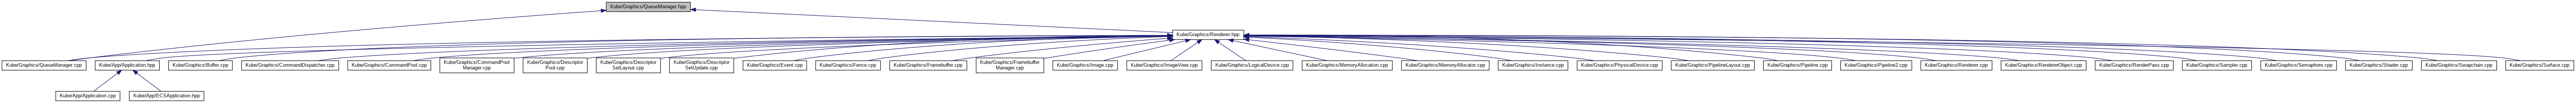 Kube/Graphics/QueueManager.hpp
Kube/Graphics/Renderer.hpp
Kube/Graphics/QueueManager.cpp
Kube/App/Application.hpp
Kube/Graphics/Buffer.cpp
Kube/Graphics/CommandDispatcher.cpp
Kube/Graphics/CommandPool.cpp
Kube/Graphics/CommandPool
Manager.cpp
Kube/Graphics/Descriptor
Pool.cpp
Kube/Graphics/Descriptor
SetLayout.cpp
Kube/Graphics/Descriptor
SetUpdate.cpp
Kube/Graphics/Event.cpp
Kube/Graphics/Fence.cpp
Kube/Graphics/Framebuffer.cpp
Kube/Graphics/Framebuffer
Manager.cpp
Kube/Graphics/Image.cpp
Kube/Graphics/ImageView.cpp
Kube/Graphics/LogicalDevice.cpp
Kube/Graphics/MemoryAllocation.cpp
Kube/Graphics/MemoryAllocator.cpp
Kube/Graphics/Instance.cpp
Kube/Graphics/PhysicalDevice.cpp
Kube/Graphics/PipelineLayout.cpp
Kube/Graphics/Pipeline.cpp
Kube/Graphics/Pipeline2.cpp
Kube/Graphics/Renderer.cpp
Kube/Graphics/RendererObject.cpp
Kube/Graphics/RenderPass.cpp
Kube/Graphics/Sampler.cpp
Kube/Graphics/Semaphore.cpp
Kube/Graphics/Shader.cpp
Kube/Graphics/Swapchain.cpp
Kube/Graphics/Surface.cpp
Kube/App/Application.cpp
Kube/App/ECSApplication.hpp